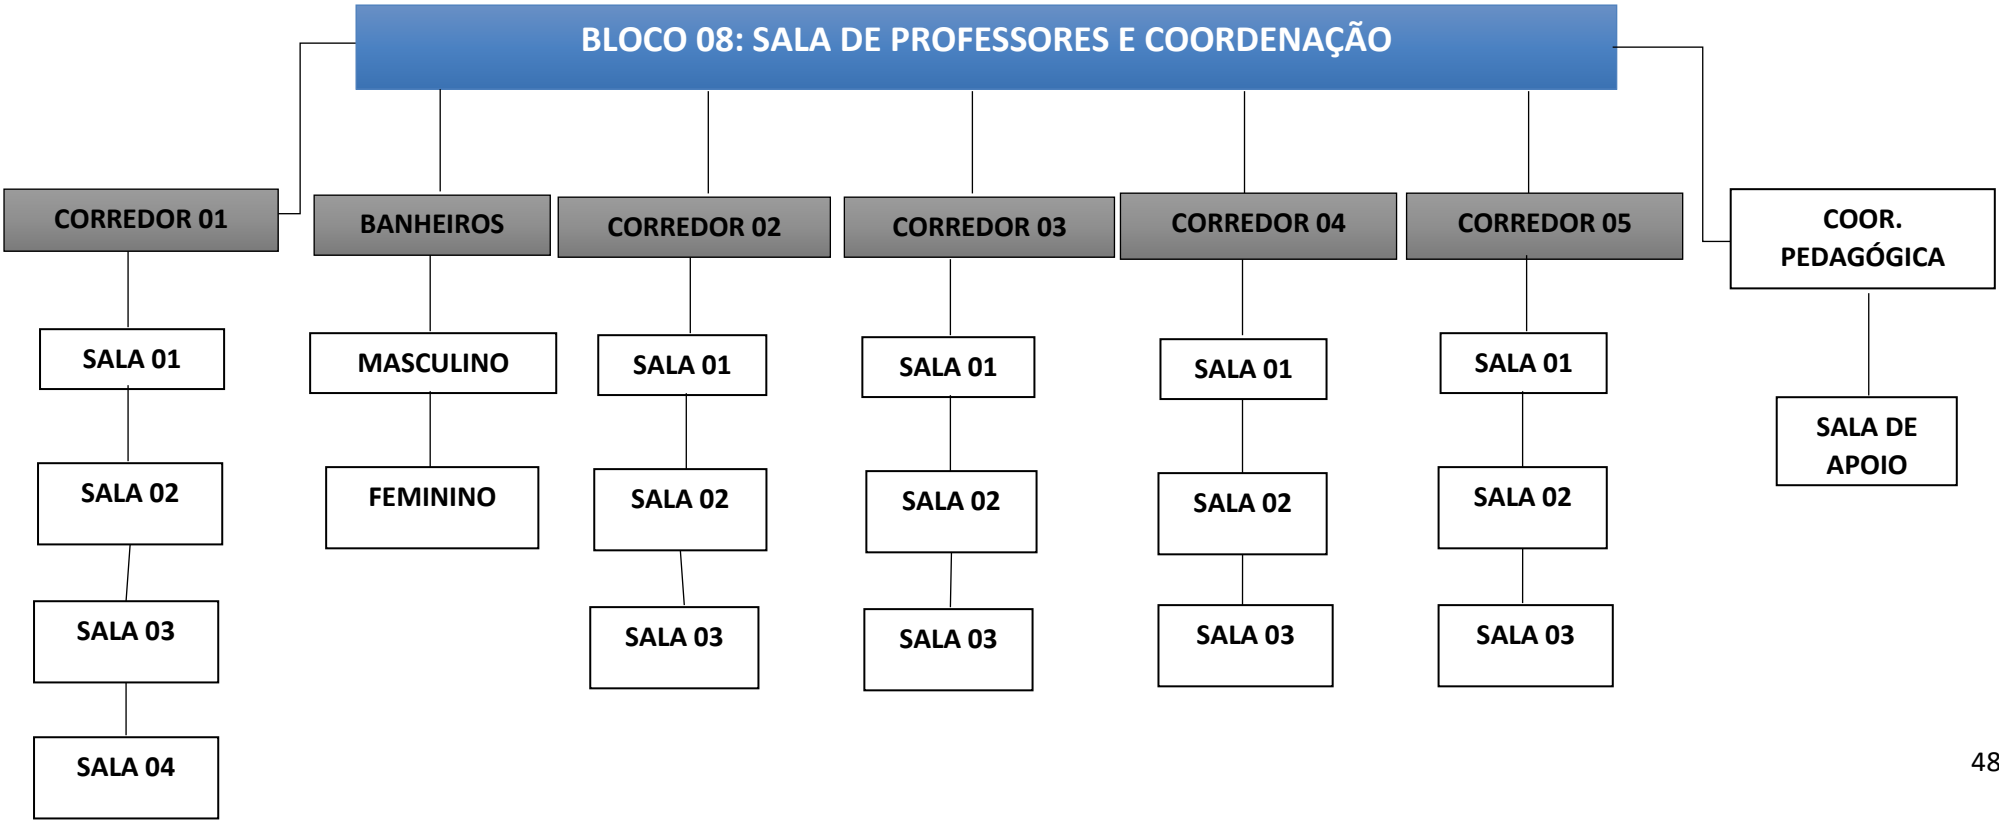 BLOCO 08: SALA DE PROFESSORES E COORDENAÇÃO
CORREDOR 01
BANHEIROS
CORREDOR 02
CORREDOR 03
CORREDOR 04
CORREDOR 05
COOR.
PEDAGÓGICA
SALA 01
MASCULINO
SALA 01
SALA 01
SALA 01
SALA 01
SALA DE
APOIO
SALA 02
FEMININO
SALA 02
SALA 02
SALA 02
SALA 02
SALA 03
SALA 03
SALA 03
SALA 03
SALA 03
SALA 04
48